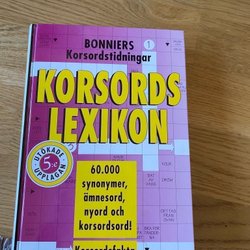 BONNIERS
Korsordstidningar
1
KORSORDS
LEXIKON
UTÖKADE
5:e
UPPLAGAN
60.000
synonymer,
ämnesord,
nyord och
korsordsord!